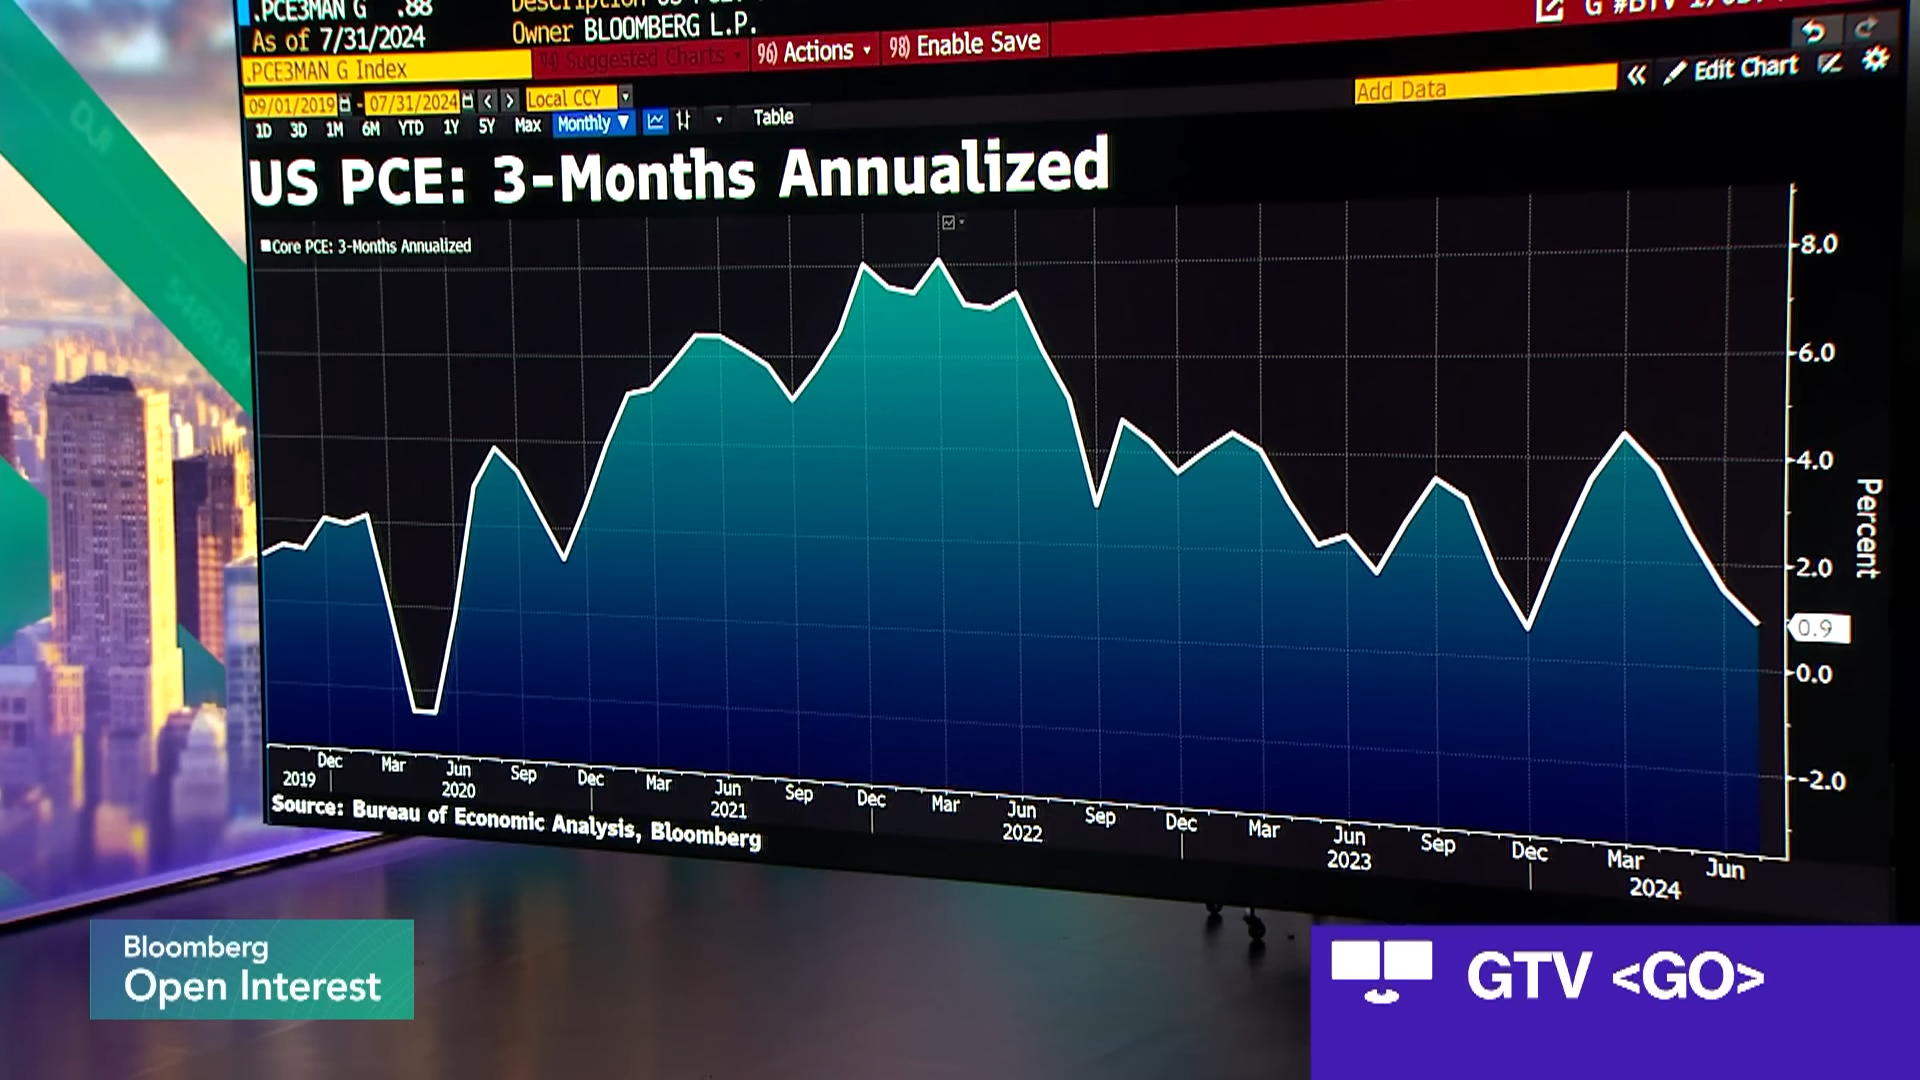 .PCE3MAN G .88
Description
As of 7/31/2024
Owner BLOOMBERG L.P.
.PCE3MAN G Index
94) Suggested Charts
96) Actions
98) Enable Save
09/01/2019 - 07/31/2024 < > Local CCY
Add Data
« Edit Chart
1D 3D 1M 6M YTD 1Y 5Y Max Monthly ▼ Table
US PCE: 3-Months Annualized
Core PCE: 3-Months Annualized
8.0
6.0
4.0
2.0
0.9
0.0
-2.0
Percent
Dec Mar Jun Sep Dec Mar Jun Sep Dec Mar Jun Sep Dec Mar Jun Sep Dec Mar Jun
2019 2020 2021 2022 2023 2024
Source: Bureau of Economic Analysis, Bloomberg
DJI
Bloomberg
Open Interest
GTV <GO>